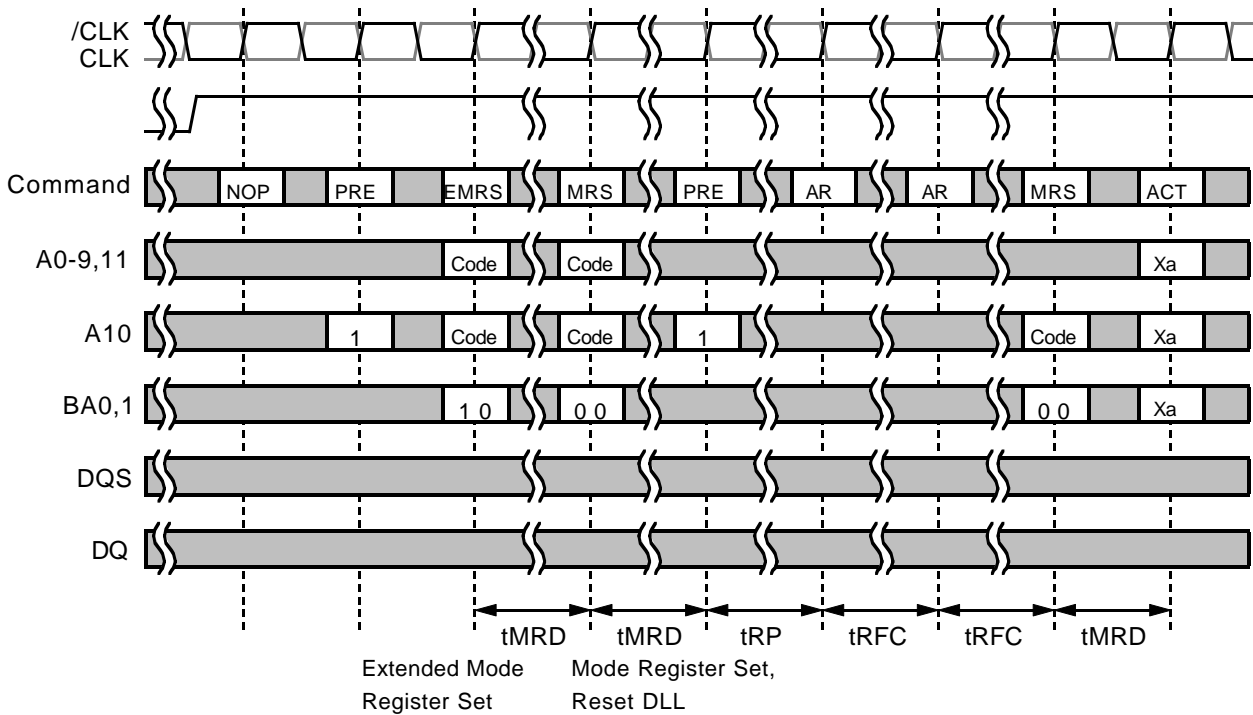 /CLK
CLK
Command NOP PRE EMRS MRS PRE AR AR MRS ACT
A0-9,11 Code Code Xa
A10 1 Code Code 1 Code Xa
BA0,1 1 0 0 0 0 0 Xa
DQS
DQ
tMRD tMRD tRP tRFC tRFC tMRD
Extended Mode Mode Register Set,
Register Set Reset DLL